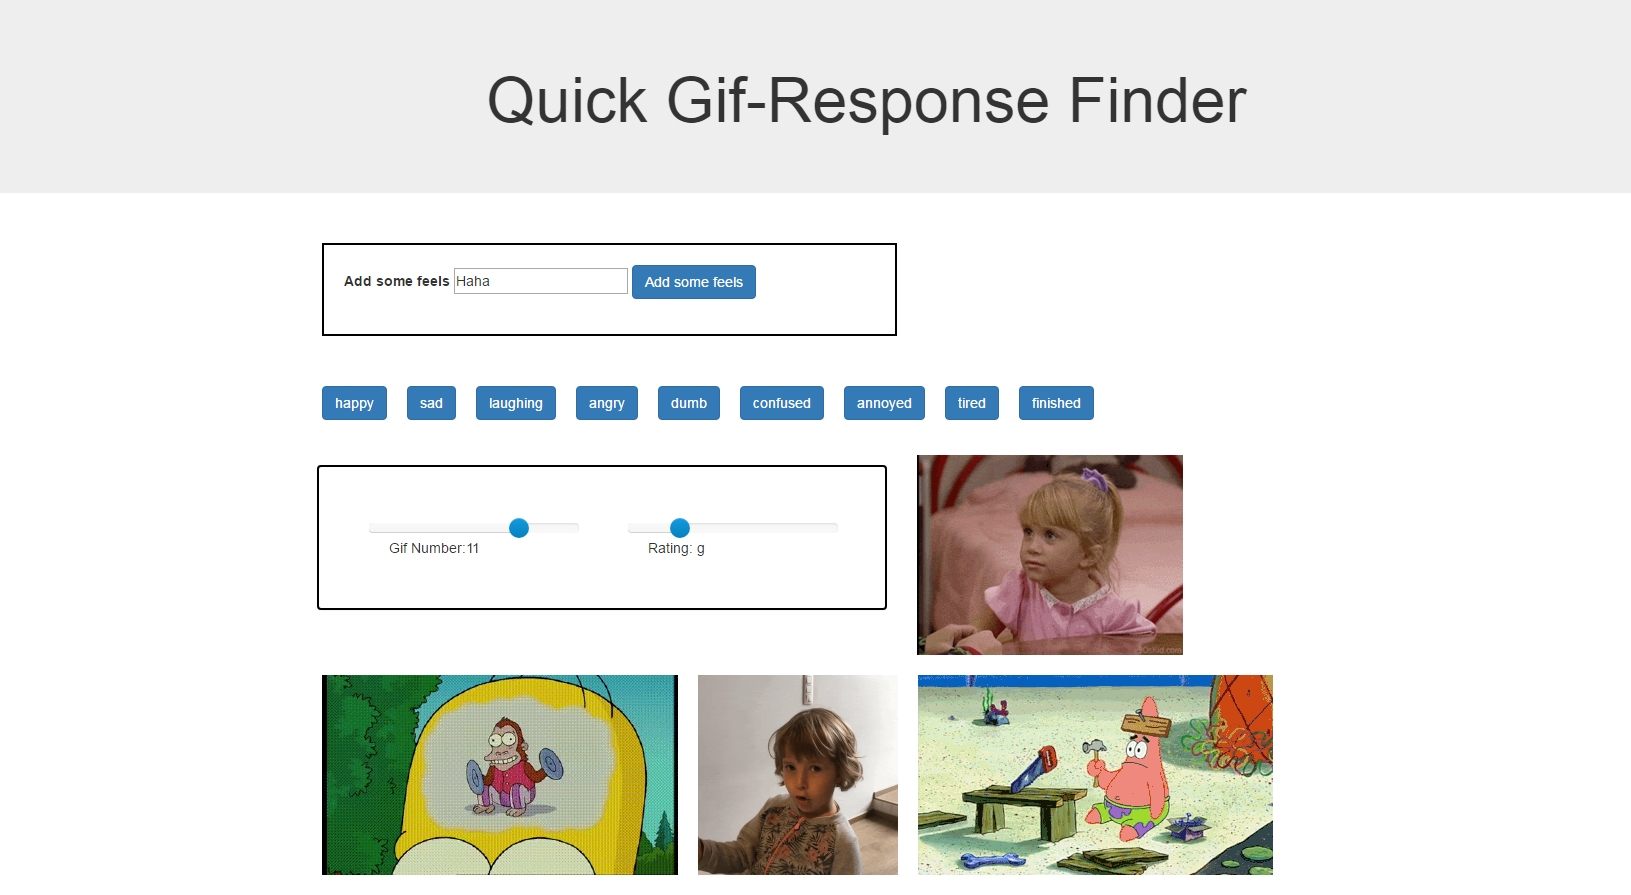 Quick Gif-Response Finder
Add some feels Haha Add some feels
happy sad laughing angry dumb confused annoyed tired finished
Gif Number:11 Rating: g